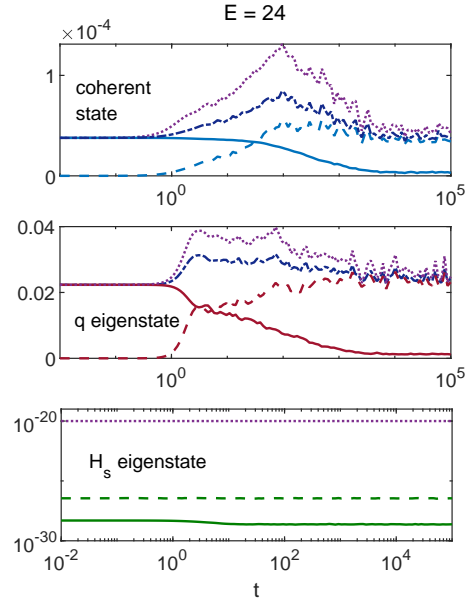 E = 24
×10⁻⁴
1
coherent
state
0
10⁰
10⁵
0.04
0.02
q eigenstate
0
10⁰
10⁵
10⁻²⁰
H_s eigenstate
10⁻³⁰
10⁻²
10⁰
10²
10⁴
t